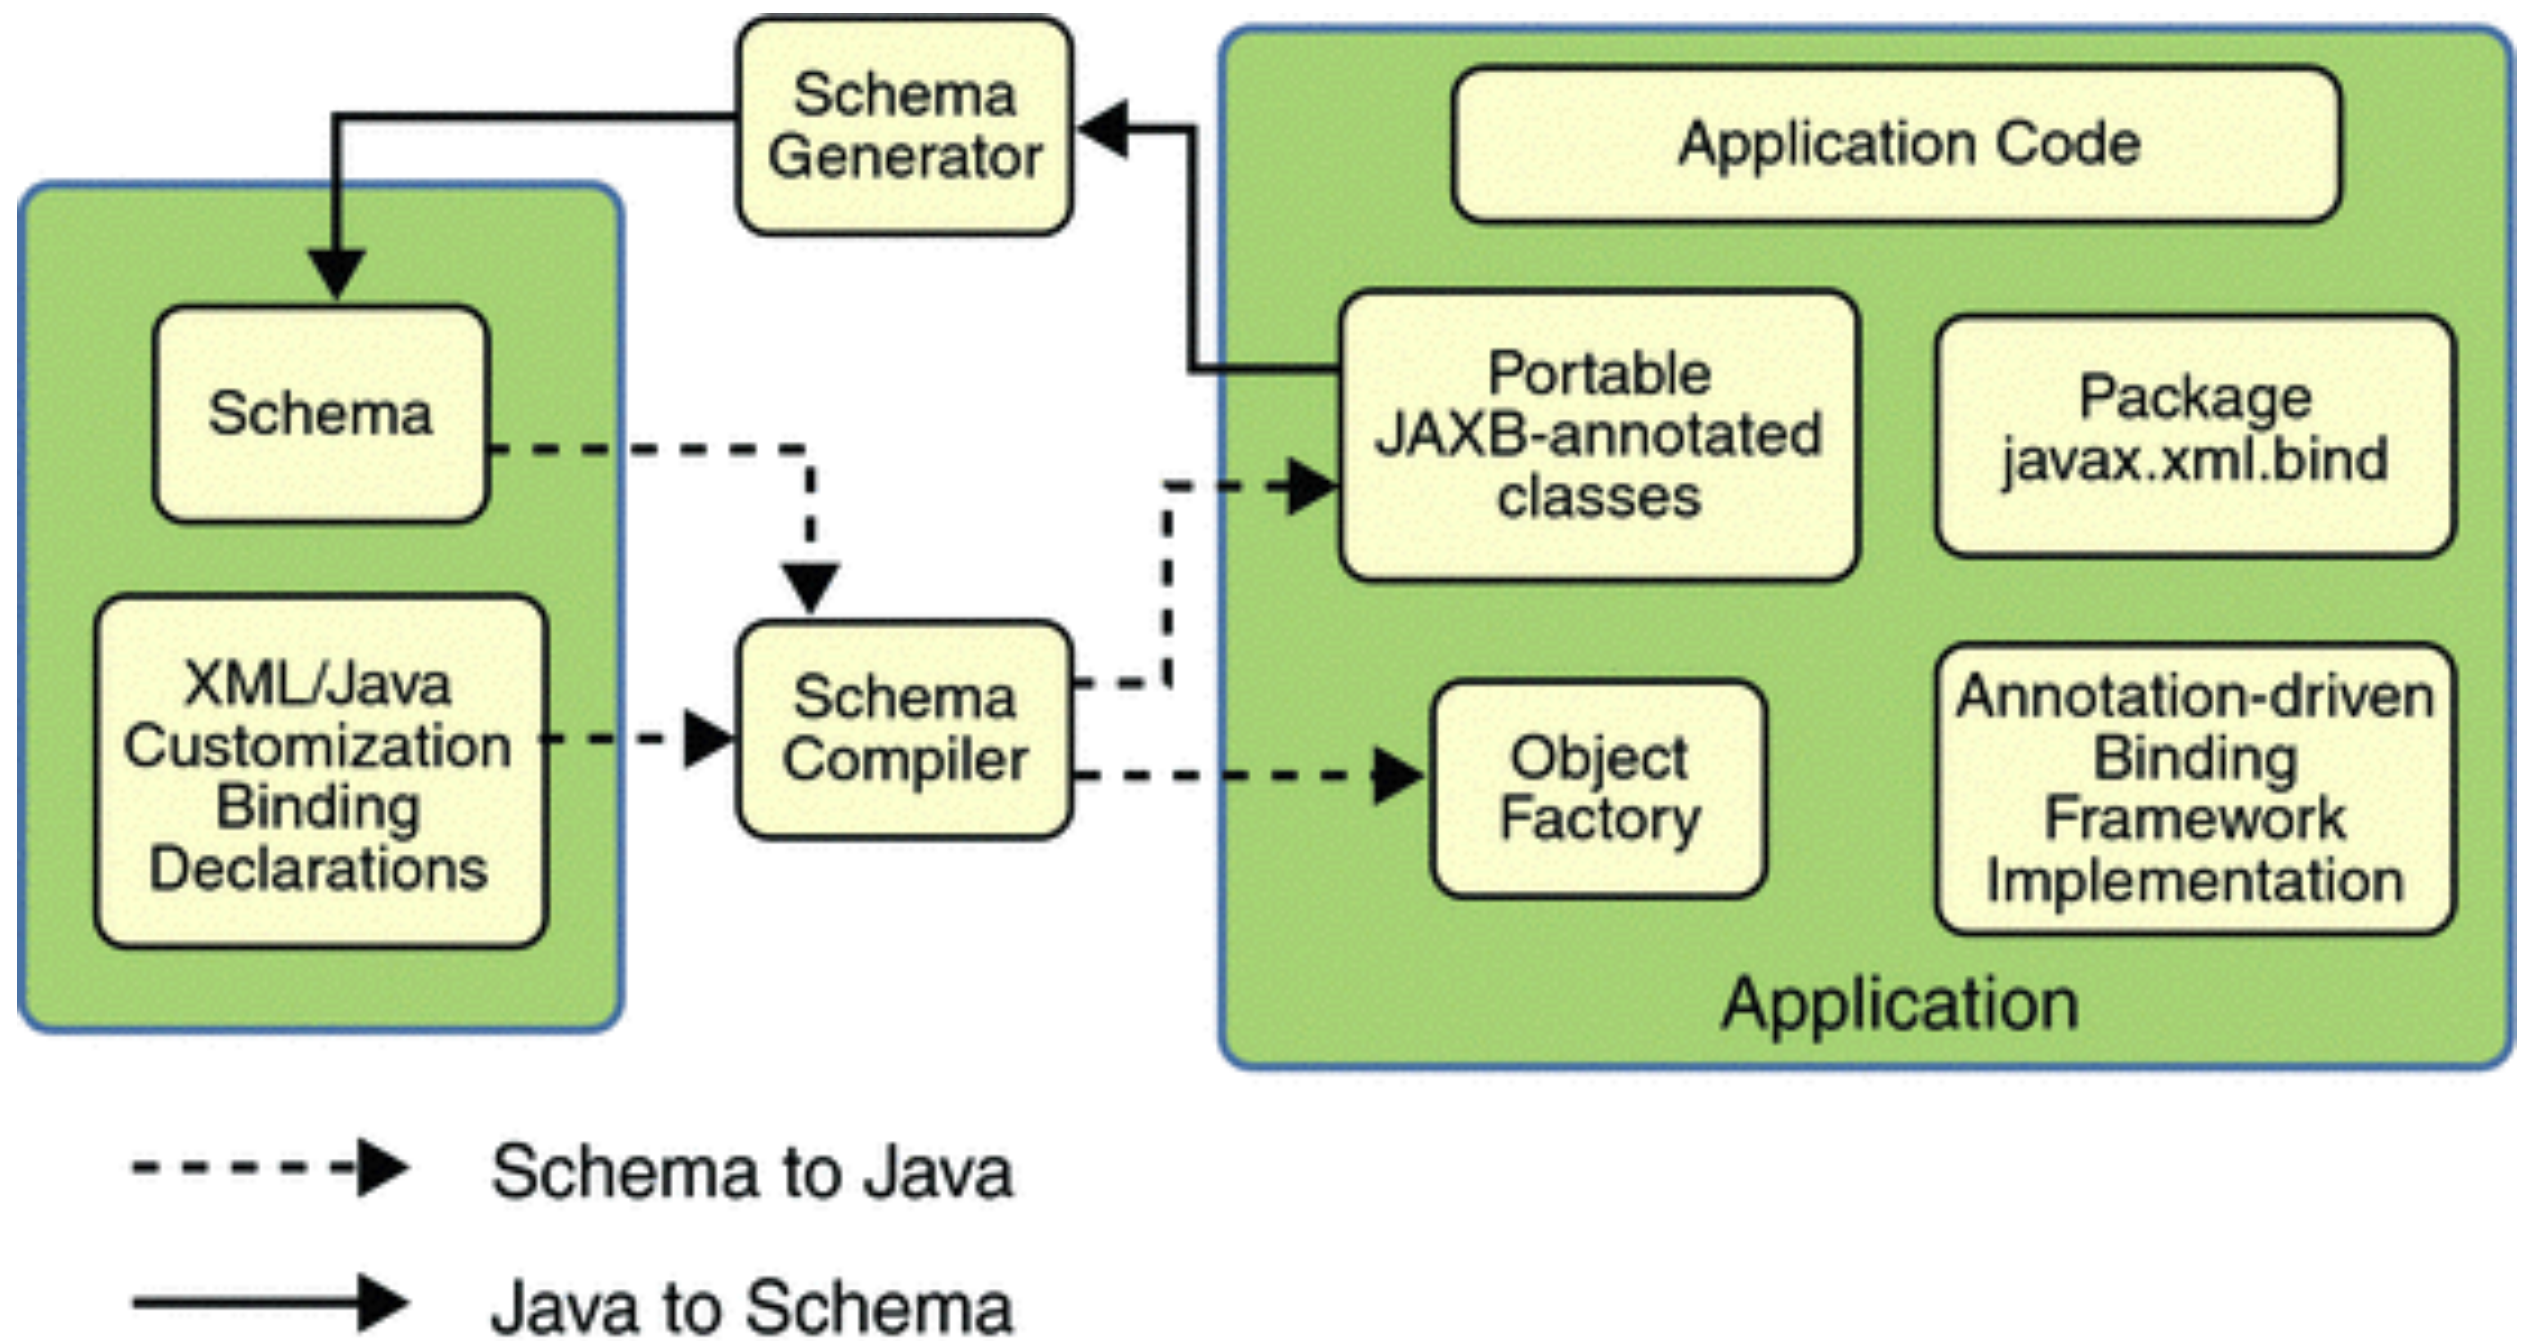 Schema
Generator
Application Code
Schema
Portable
JAXB-annotated
classes
Package
javax.xml.bind
XML/Java
Customization
Binding
Declarations
Schema
Compiler
Object
Factory
Annotation-driven
Binding
Framework
Implementation
Application
Schema to Java
Java to Schema